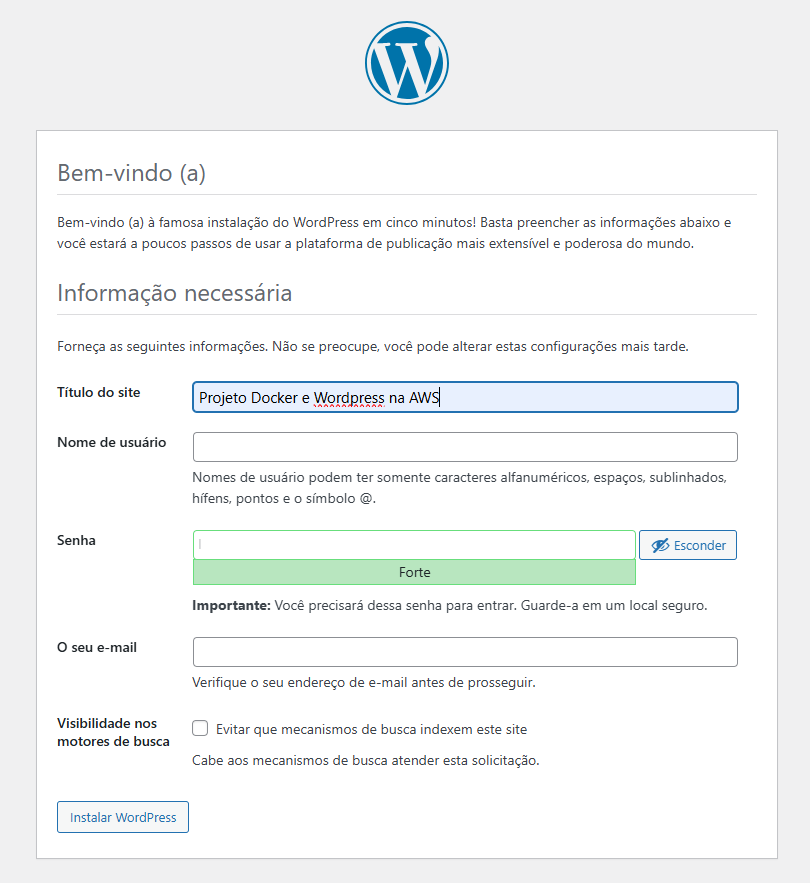 Bem-vindo (a)
Bem-vindo (a) à famosa instalação do WordPress em cinco minutos! Basta preencher as informações abaixo e
você estará a poucos passos de usar a plataforma de publicação mais extensível e poderosa do mundo.
Informação necessária
Forneça as seguintes informações. Não se preocupe, você pode alterar estas configurações mais tarde.
Título do site
Projeto Docker e Wordpress na AWS
Nome de usuário
Nomes de usuário podem ter somente caracteres alfanuméricos, espaços, sublinhados,
hífens, pontos e o símbolo @.
Senha
Esconder
Forte
Importante: Você precisará dessa senha para entrar. Guarde-a em um local seguro.
O seu e-mail
Verifique o seu endereço de e-mail antes de prosseguir.
Visibilidade nos
motores de busca
Evitar que mecanismos de busca indexem este site
Cabe aos mecanismos de busca atender esta solicitação.
Instalar WordPress